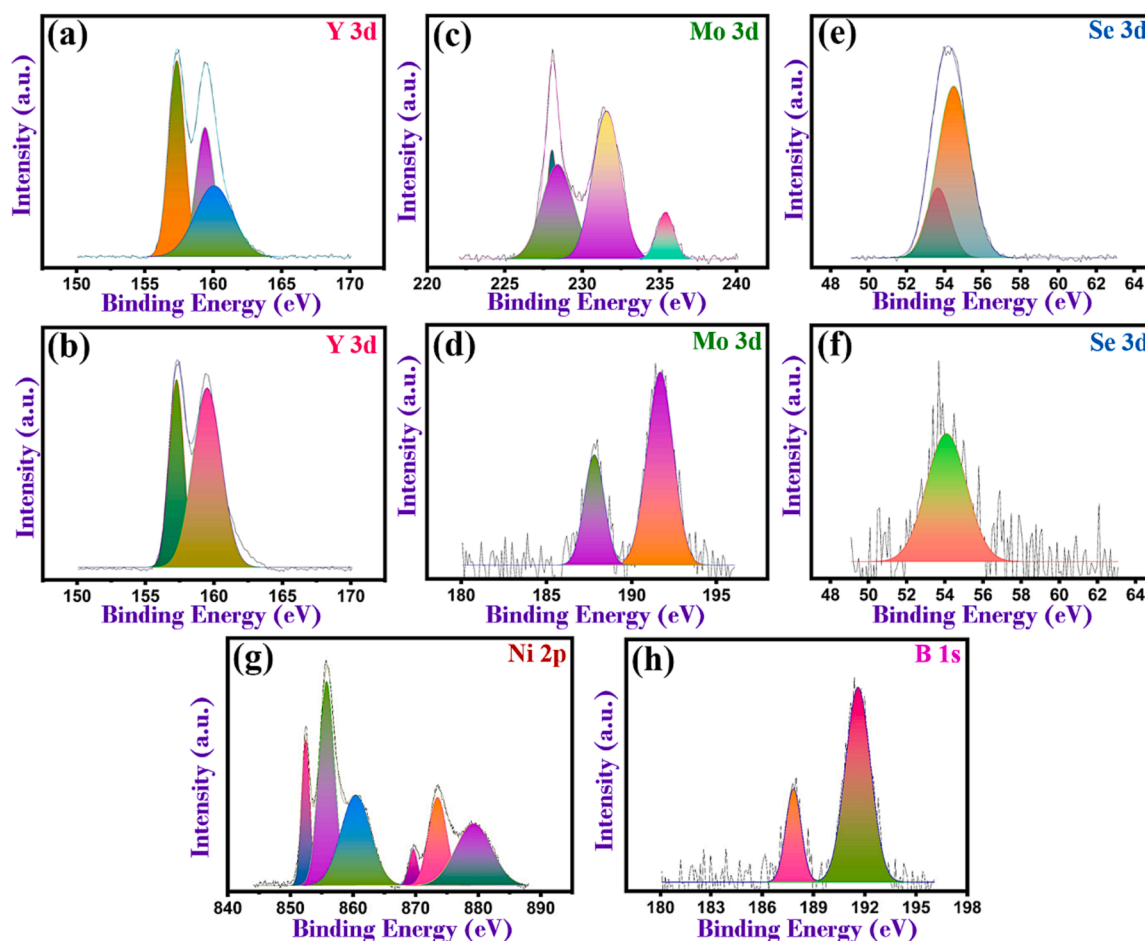 (a) Y 3d
Intensity (a.u.)
150 155 160 165 170
Binding Energy (eV)
(c) Mo 3d
Intensity (a.u.)
220 225 230 235 240
Binding Energy (eV)
(e) Se 3d
Intensity (a.u.)
48 50 52 54 56 58 60 62 64
Binding Energy (eV)
(b) Y 3d
Intensity (a.u.)
150 155 160 165 170
Binding Energy (eV)
(d) Mo 3d
Intensity (a.u.)
180 185 190 195
Binding Energy (eV)
(f) Se 3d
Intensity (a.u.)
48 50 52 54 56 58 60 62 64
Binding Energy (eV)
(g) Ni 2p
Intensity (a.u.)
840 850 860 870 880 890
Binding Energy (eV)
(h) B 1s
Intensity (a.u.)
180 183 186 189 192 195 198
Binding Energy (eV)